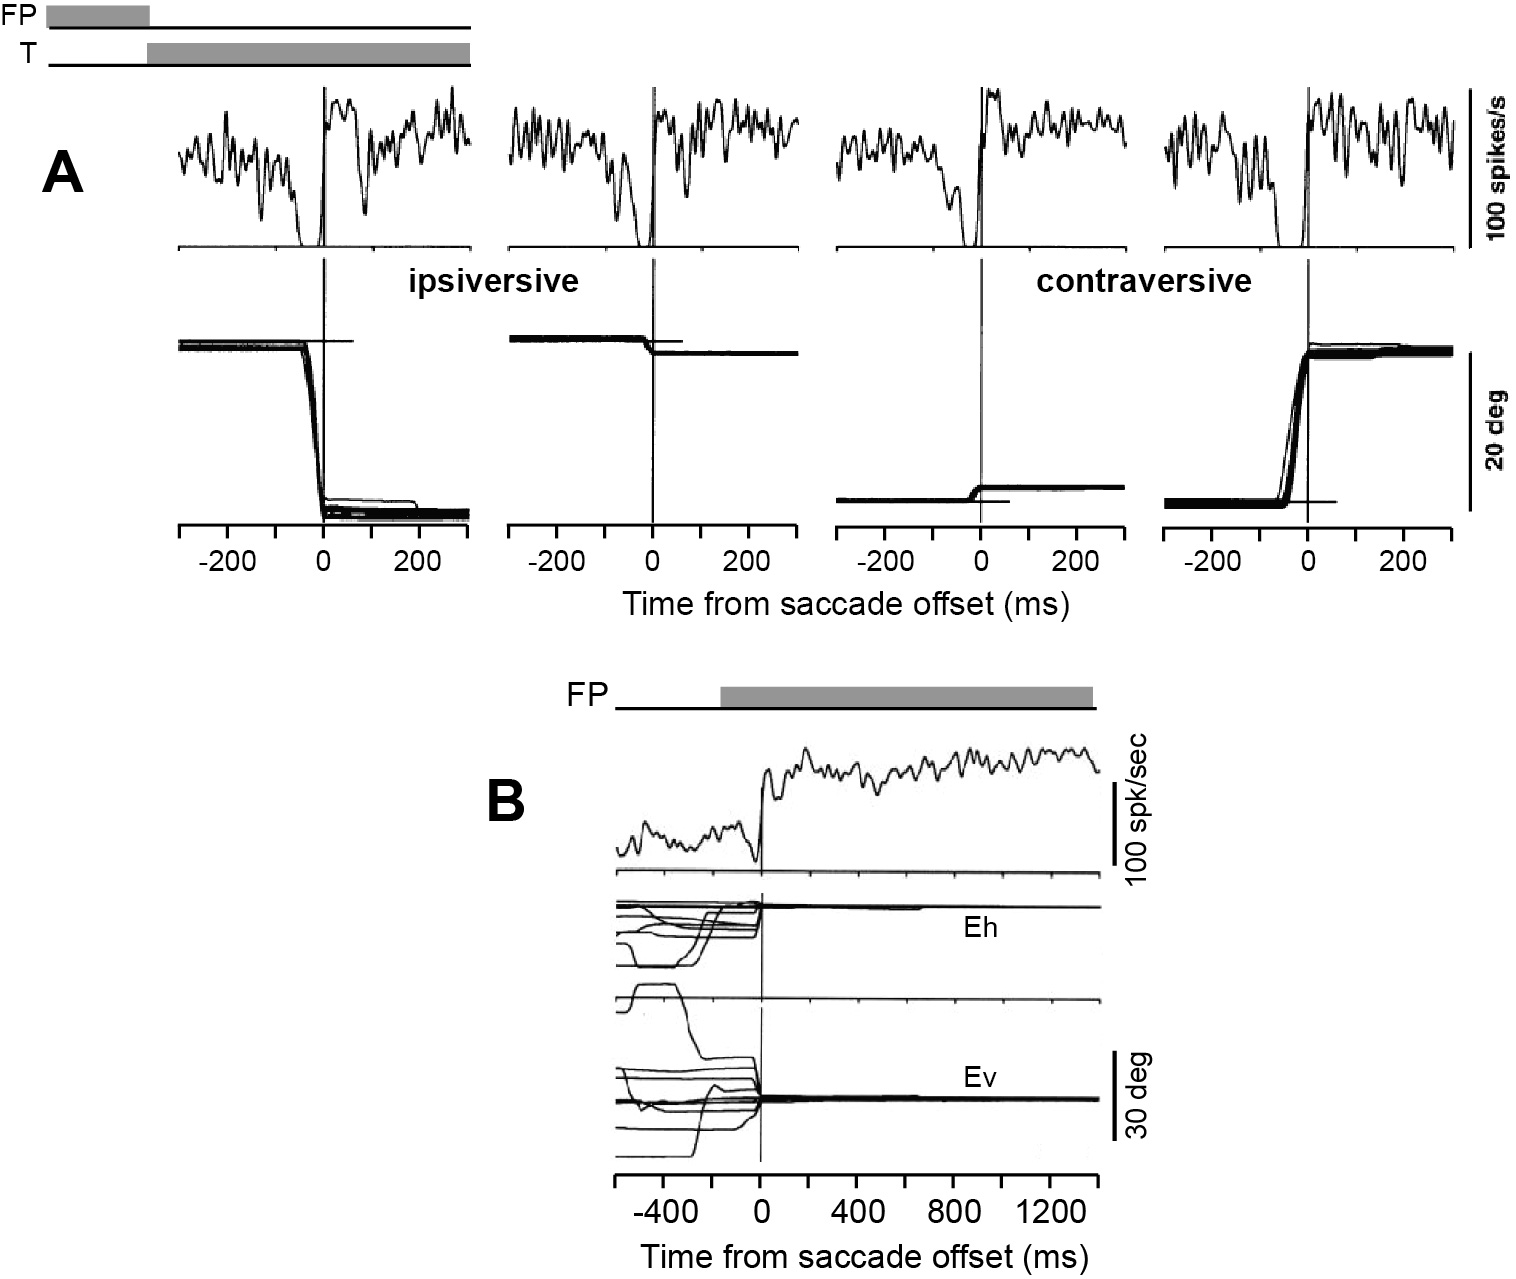 FP
T
A
100 spikes/s
ipsiversive
contraversive
20 deg
-200 0 200 -200 0 200 -200 0 200 -200 0 200
Time from saccade offset (ms)
FP
B
100 spk/sec
Eh
Ev
30 deg
-400 0 400 800 1200
Time from saccade offset (ms)